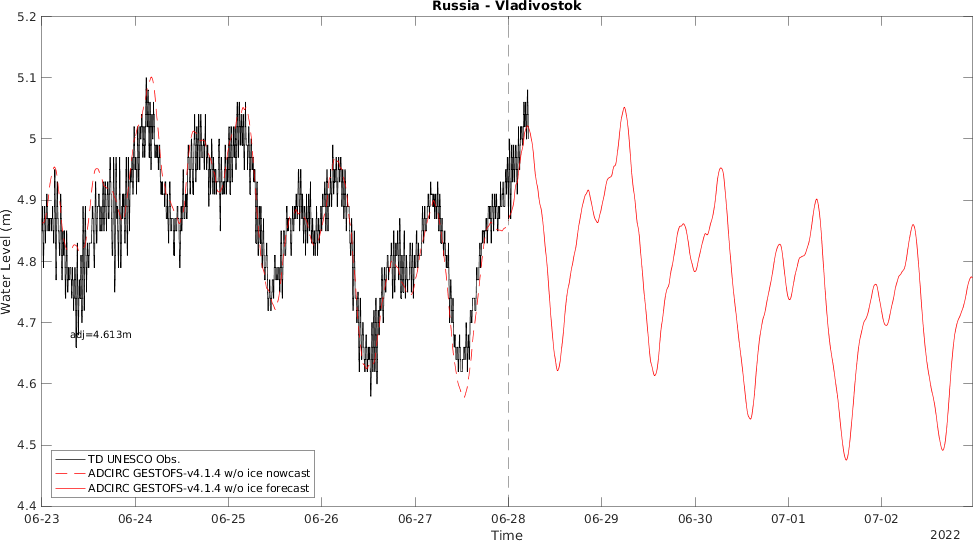 Russia - Vladivostok
5.2
5.1
5
4.9
4.8
4.7
4.6
4.5
4.4
Water Level (m)
adj=4.613m
TD UNESCO Obs.
ADCIRC GESTOFS-v4.1.4 w/o ice nowcast
ADCIRC GESTOFS-v4.1.4 w/o ice forecast
06-23 06-24 06-25 06-26 06-27 06-28 06-29 06-30 07-01 07-02
Time
2022